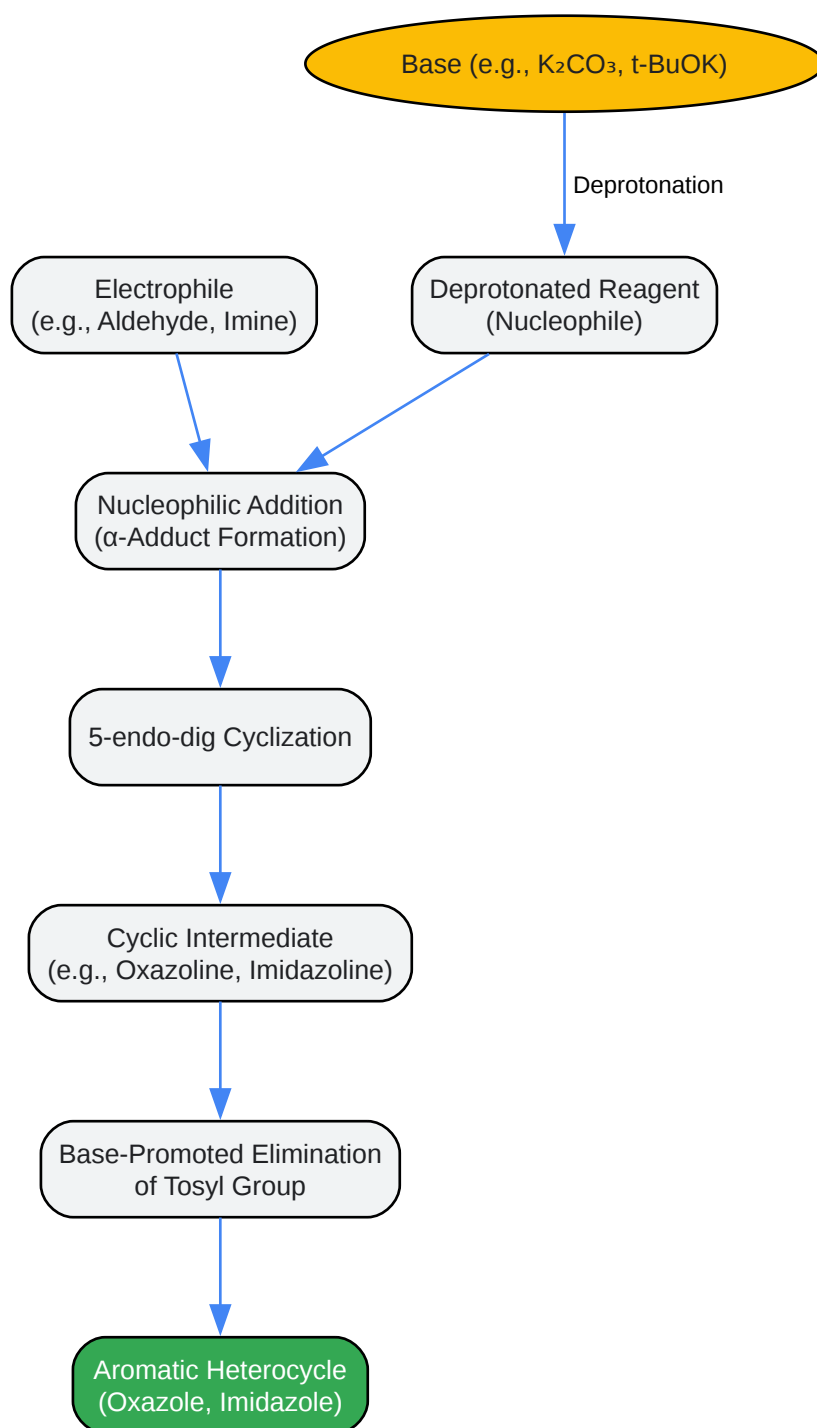 Base (e.g., K₂CO₃, t-BuOK)
Deprotonation
Electrophile
(e.g., Aldehyde, Imine)
Deprotonated Reagent
(Nucleophile)
Nucleophilic Addition
(α-Adduct Formation)
5-endo-dig Cyclization
Cyclic Intermediate
(e.g., Oxazoline, Imidazoline)
Base-Promoted Elimination
of Tosyl Group
Aromatic Heterocycle
(Oxazole, Imidazole)